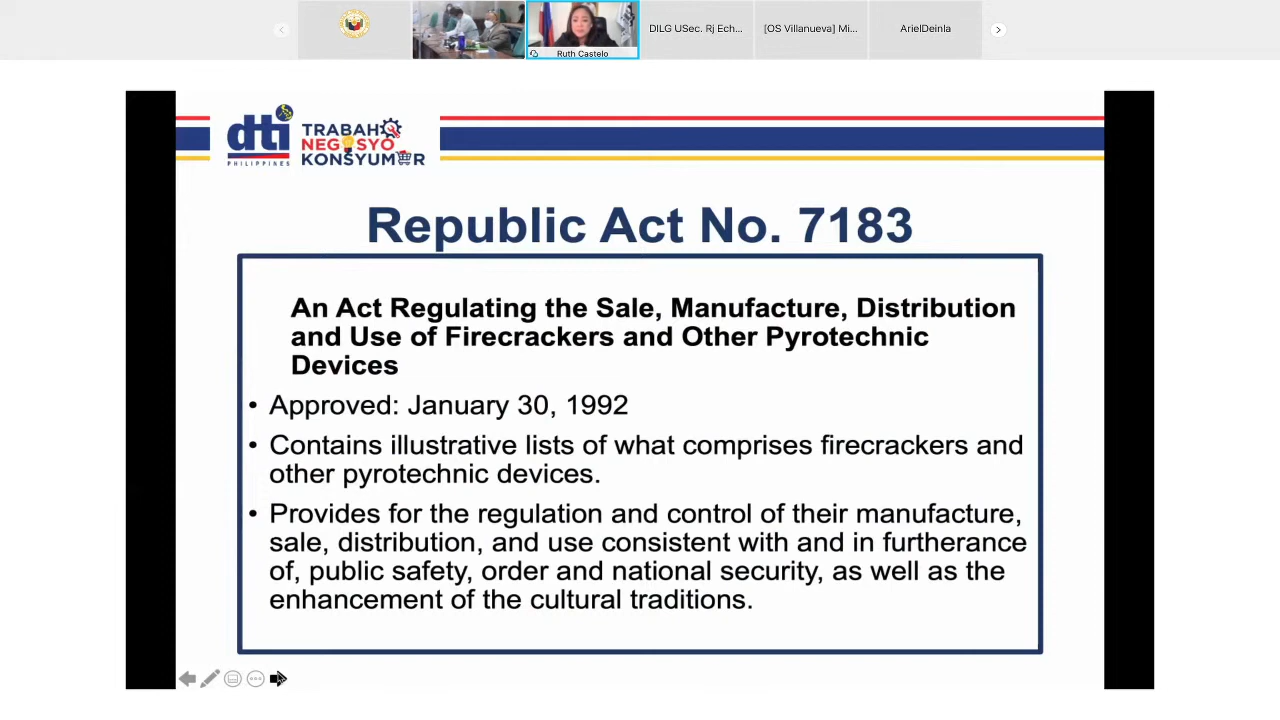 Ruth Castelo
DILG USec. Rj Ech...
[OS Villanueva] Mi...
ArielDeinla
dti
PHILIPPINES
TRABAHO
NEGOSYO
KONSYUMER
Republic Act No. 7183
An Act Regulating the Sale, Manufacture, Distribution
and Use of Firecrackers and Other Pyrotechnic
Devices
• Approved: January 30, 1992
• Contains illustrative lists of what comprises firecrackers and
other pyrotechnic devices.
• Provides for the regulation and control of their manufacture,
sale, distribution, and use consistent with and in furtherance
of, public safety, order and national security, as well as the
enhancement of the cultural traditions.